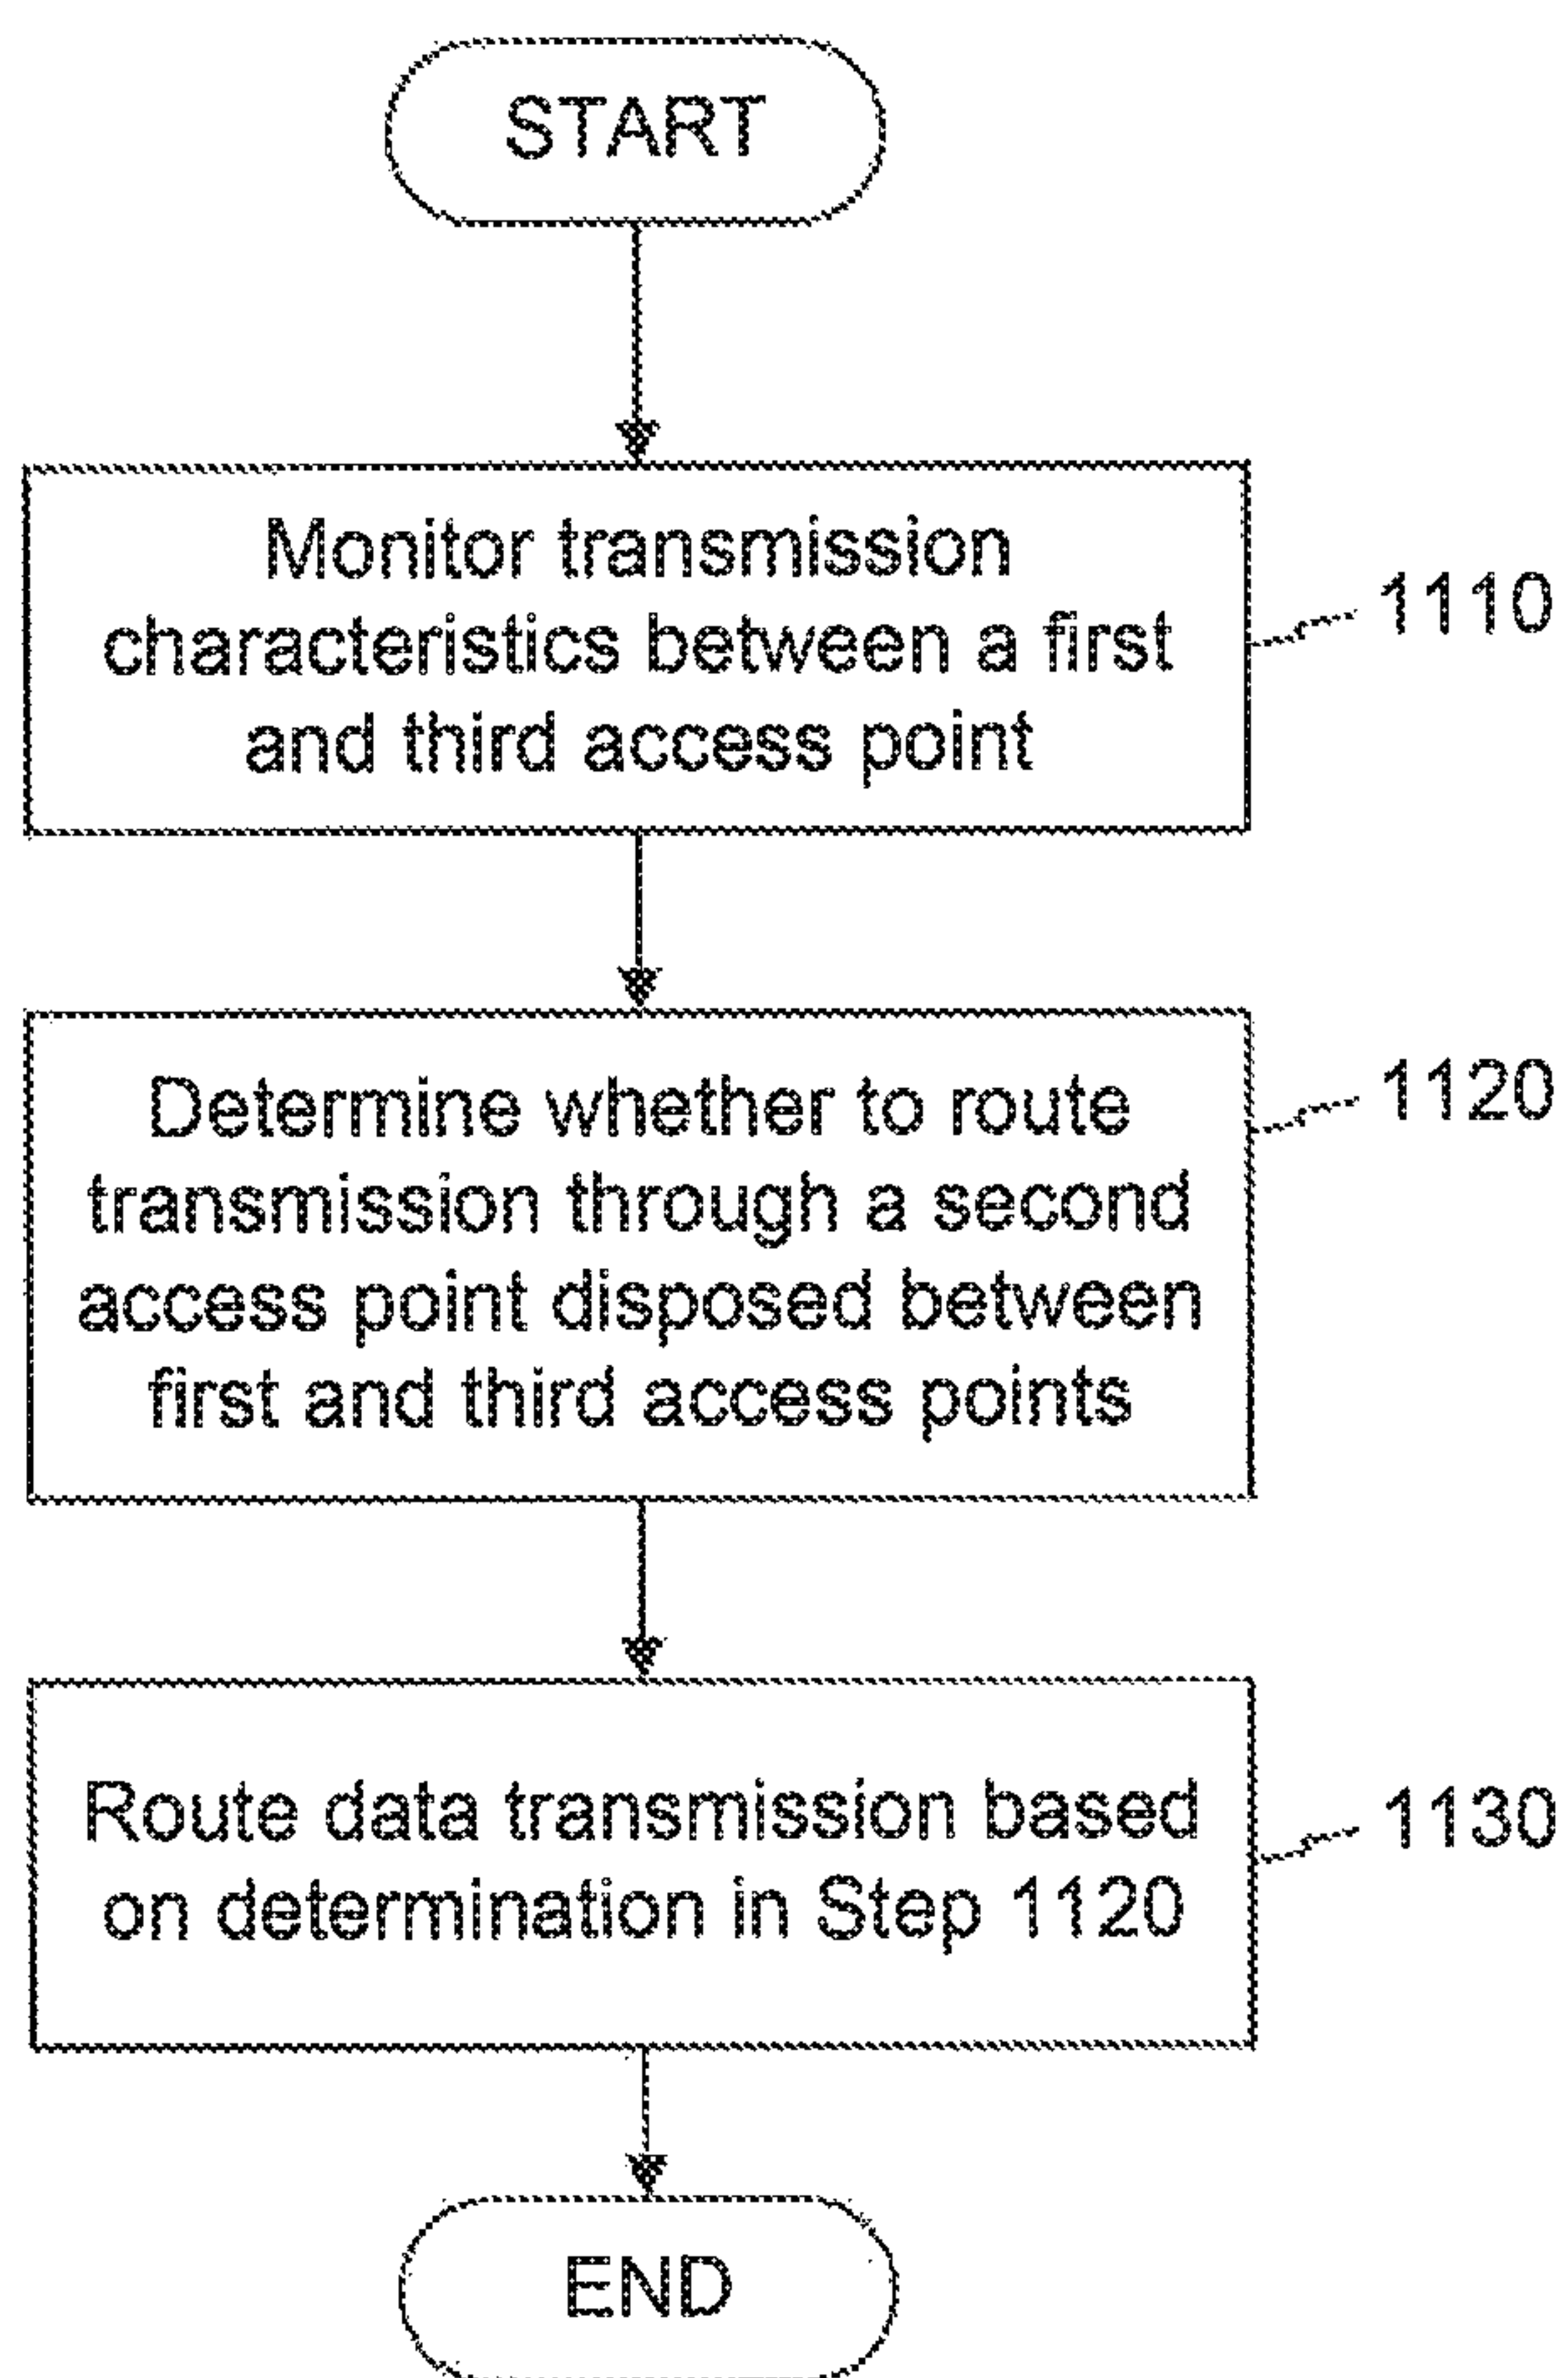 START
Monitor transmission
characteristics between a first
and third access point
1110
Determine whether to route
transmission through a second
access point disposed between
first and third access points
1120
Route data transmission based
on determination in Step 1120
1130
END